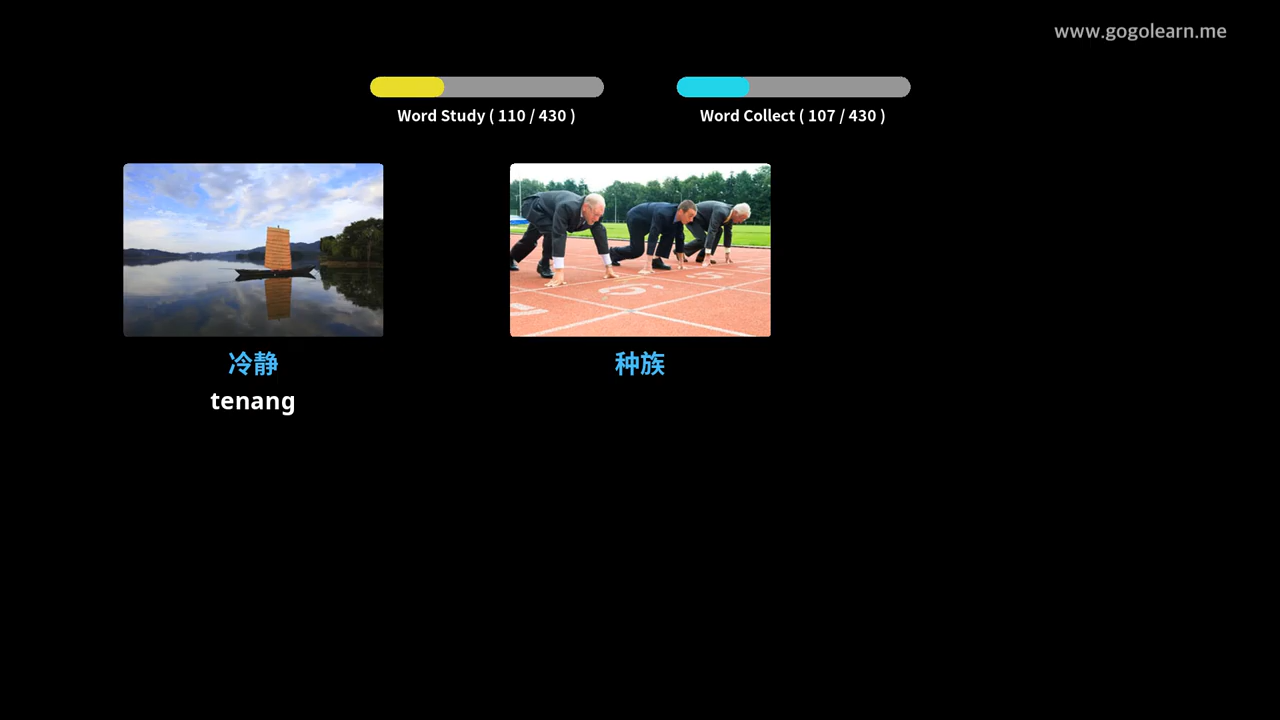 www.gogolearn.me
Word Study ( 110 / 430 )
Word Collect ( 107 / 430 )
冷静
种族
tenang